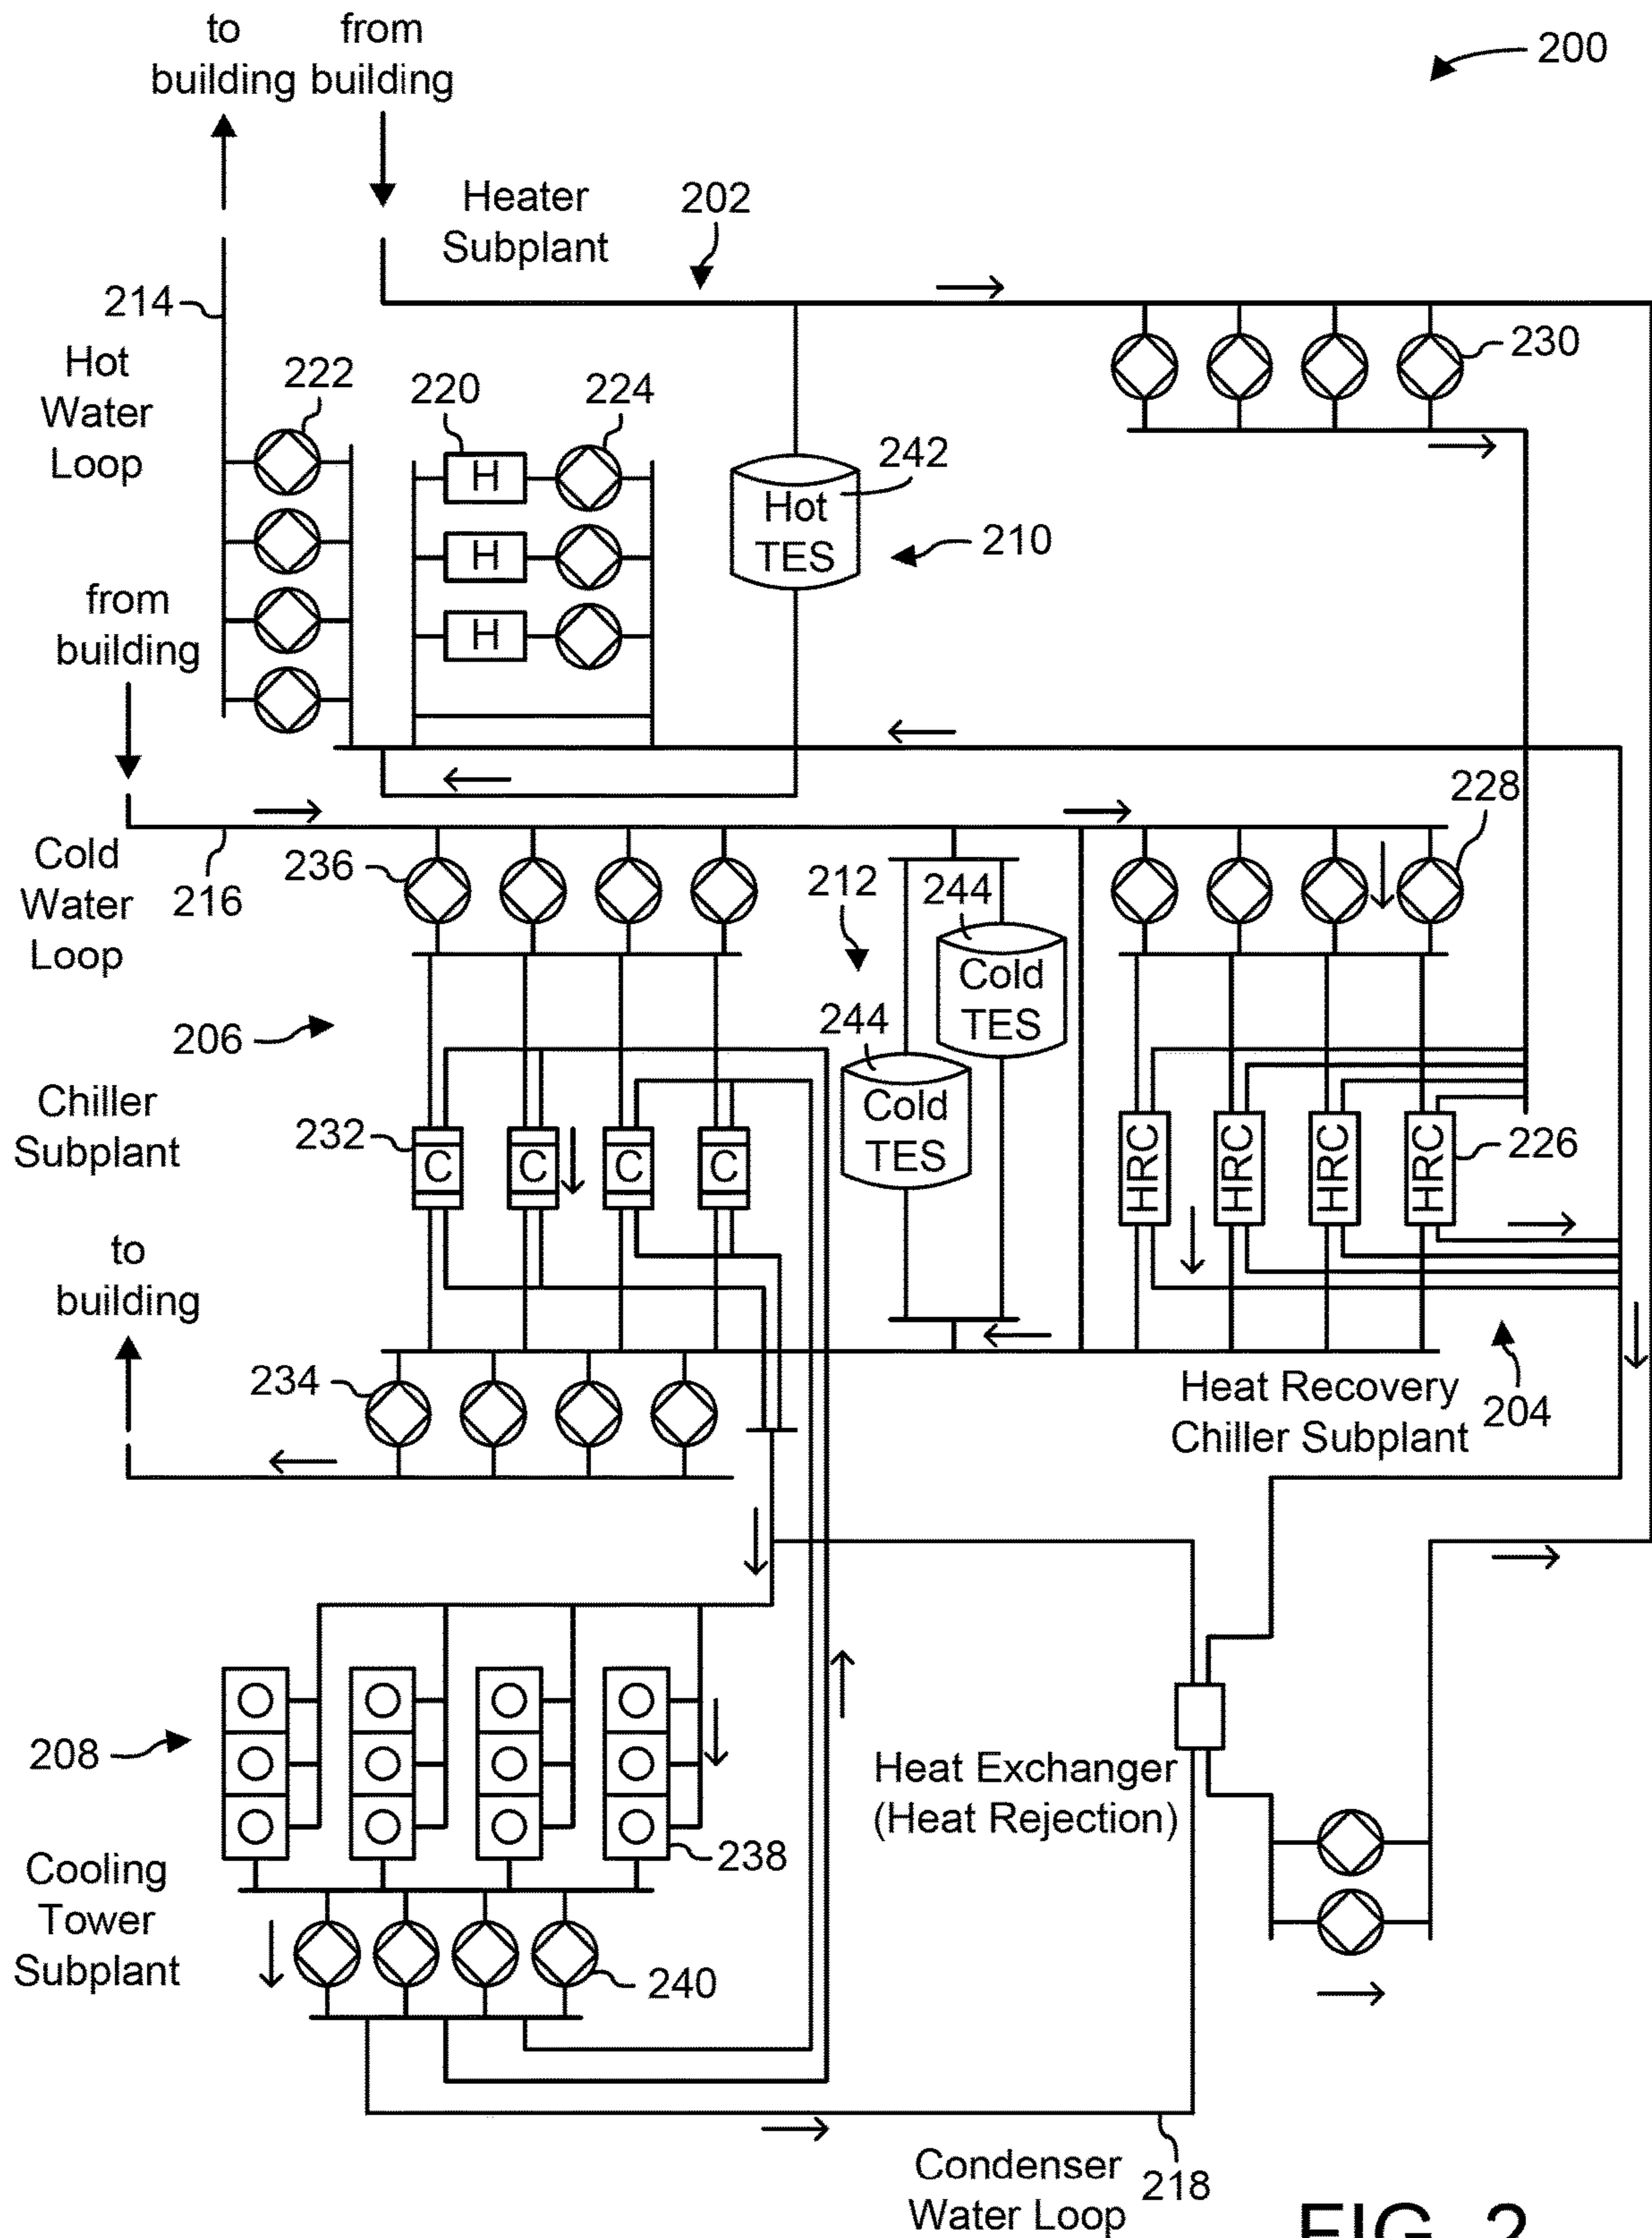 to
building
from
building
200
Heater
Subplant
202
214
Hot
Water
Loop
222
220
224
230
H
H
H
Hot
TES
242
210
from
building
228
Cold
Water
Loop
216
236
212
244
Cold
TES
244
Cold
TES
206
Chiller
Subplant
232
C
C
C
C
HRC
HRC
HRC
HRC
226
to
building
234
Heat Recovery
Chiller Subplant
204
208
Heat Exchanger
(Heat Rejection)
238
Cooling
Tower
Subplant
240
Condenser
Water Loop
218
FIG. 2